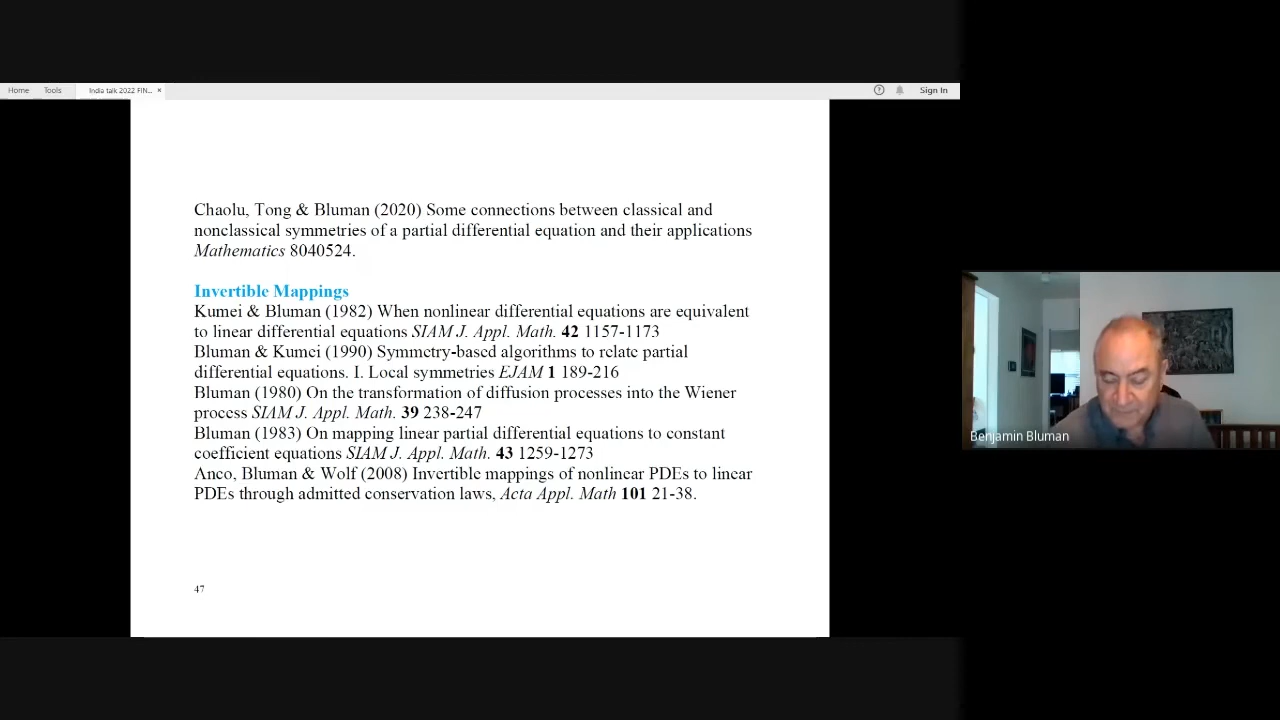 Home Tools India talk 2022 FIN... × Sign In
Chaolu, Tong & Bluman (2020) Some connections between classical and
nonclassical symmetries of a partial differential equation and their applications
Mathematics 8040524.
Invertible Mappings
Kumei & Bluman (1982) When nonlinear differential equations are equivalent
to linear differential equations SIAM J. Appl. Math. 42 1157-1173
Bluman & Kumei (1990) Symmetry-based algorithms to relate partial
differential equations. I. Local symmetries EJAM 1 189-216
Bluman (1980) On the transformation of diffusion processes into the Wiener
process SIAM J. Appl. Math. 39 238-247
Bluman (1983) On mapping linear partial differential equations to constant
coefficient equations SIAM J. Appl. Math. 43 1259-1273
Anco, Bluman & Wolf (2008) Invertible mappings of nonlinear PDEs to linear
PDEs through admitted conservation laws, Acta Appl. Math 101 21-38.
47
Benjamin Bluman